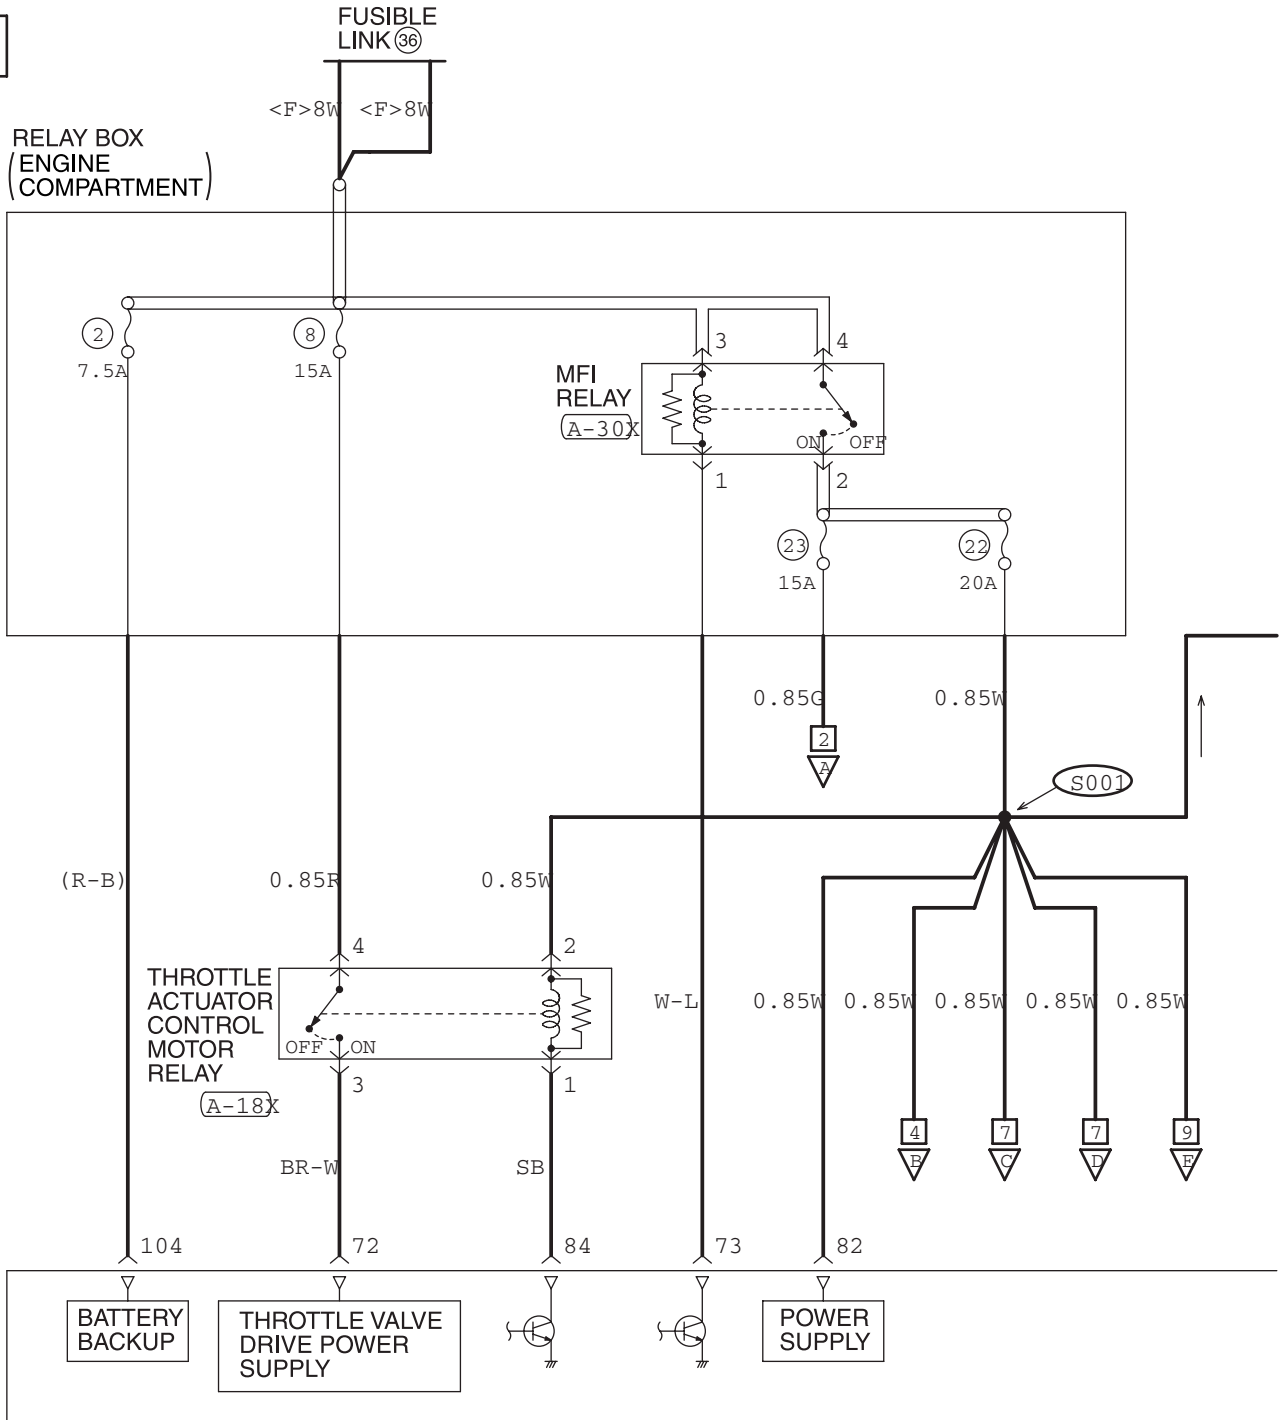 FUSIBLE
LINK 36
<F>8W <F>8W
RELAY BOX
(ENGINE
COMPARTMENT)
2
7.5A
8
15A
3
4
MFI
RELAY
A-30X
ON OFF
1
2
23
15A
22
20A
0.85G
0.85W
2
A
S001
(R-B)
0.85R
0.85W
4
2
THROTTLE
ACTUATOR
CONTROL
MOTOR
RELAY
A-18X
OFF ON
3
1
W-L
0.85W
0.85W
0.85W
0.85W
0.85W
4
7
7
9
B
C
D
E
BR-W
SB
104
72
84
73
82
BATTERY
BACKUP
THROTTLE VALVE
DRIVE POWER
SUPPLY
POWER
SUPPLY